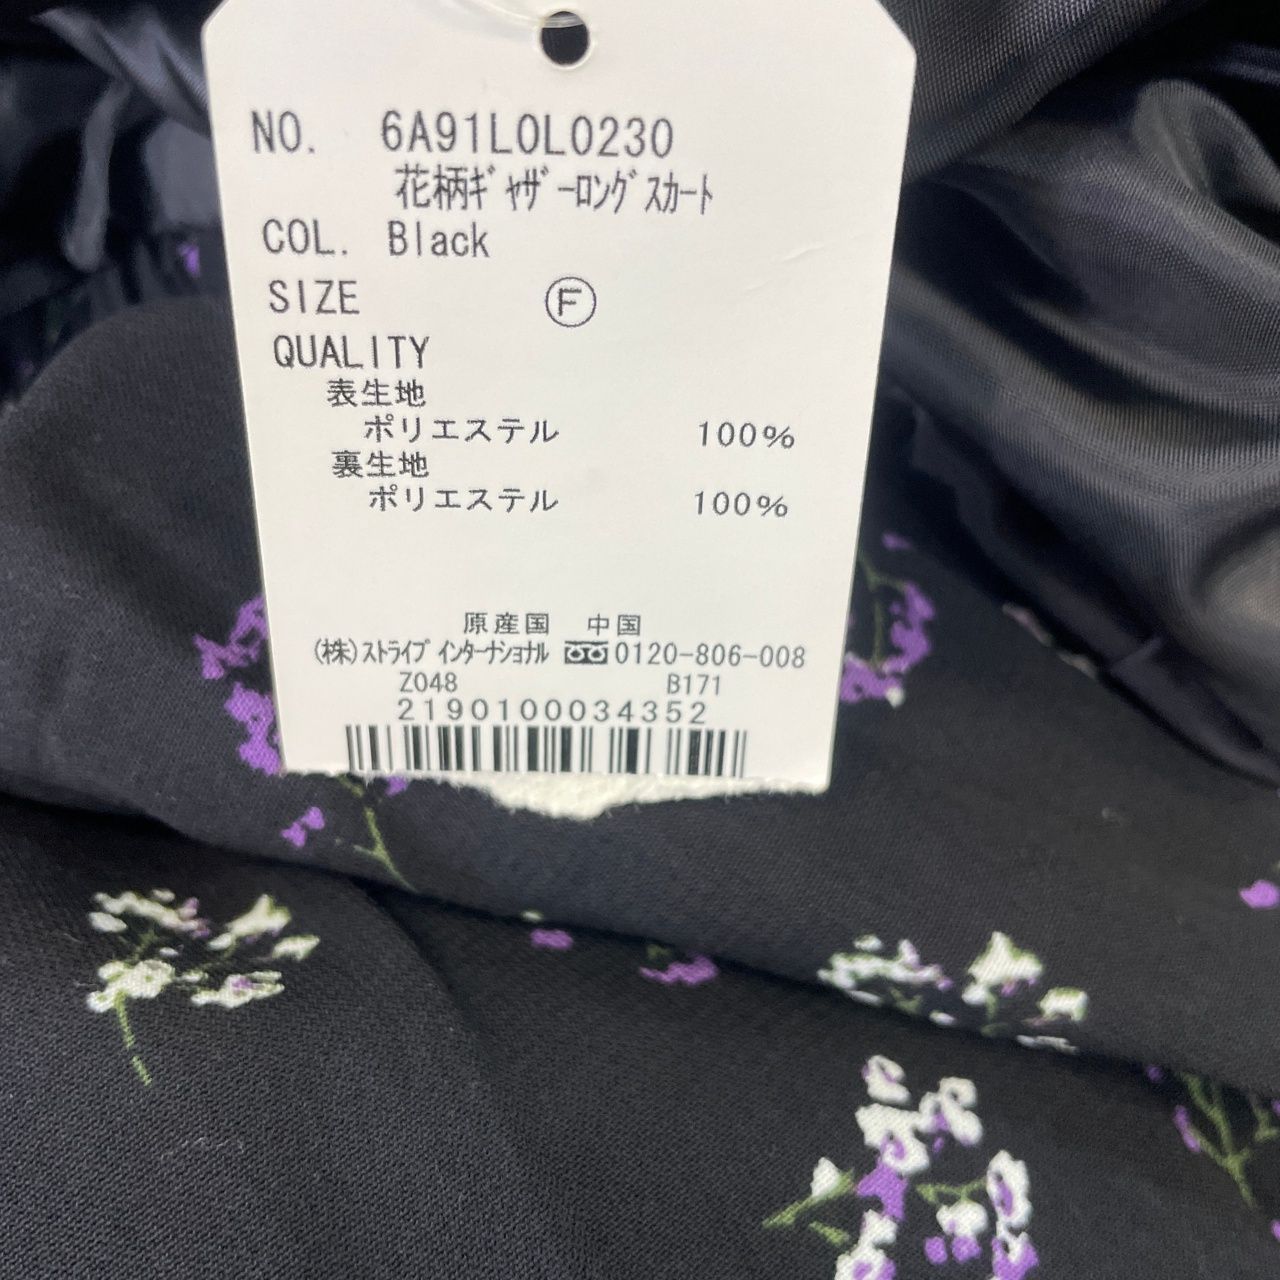 NO. 6A91L0L0230
花柄ｷﾞｬｻﾞｰﾛﾝｸﾞｽｶｰﾄ
COL. Black
SIZE Ⓕ
QUALITY
表生地
ポリエステル 100%
裏生地
ポリエステル 100%
原産国 中国
(株)ｽﾄﾗｲﾌﾟｲﾝﾀｰﾅｼｮﾅﾙ 0120-806-008
Z048 B171
2190100034352